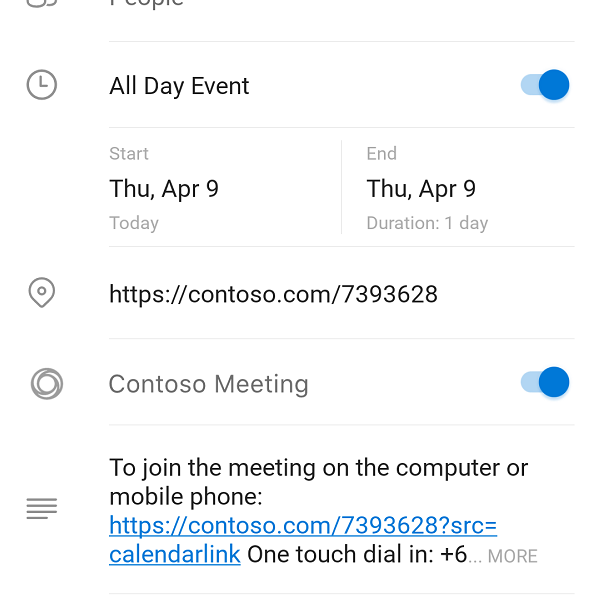 People
All Day Event
Start
End
Thu, Apr 9
Thu, Apr 9
Today
Duration: 1 day
https://contoso.com/7393628
Contoso Meeting
To join the meeting on the computer or
mobile phone:
https://contoso.com/7393628?src=
calendarlink One touch dial in: +6... MORE